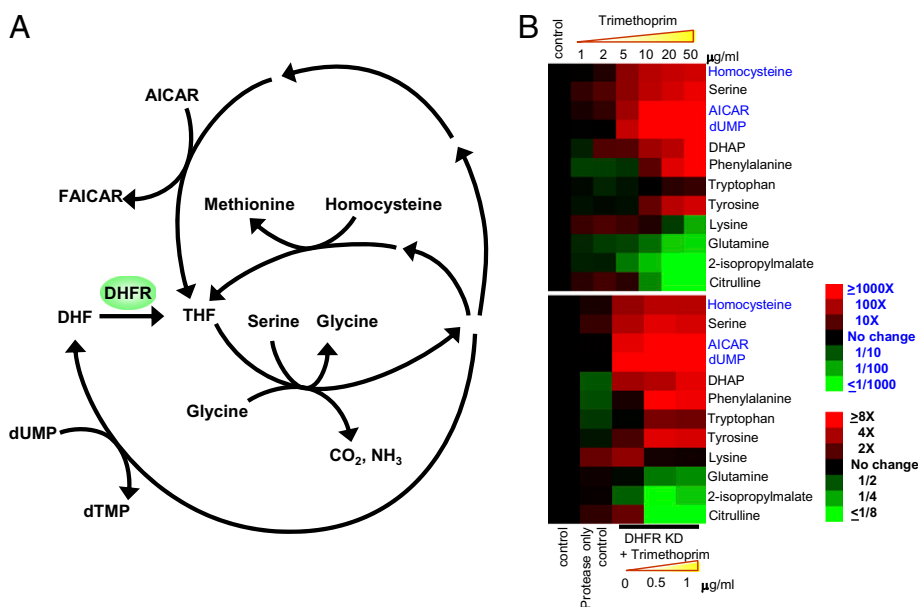 A
AICAR
FAICAR
Methionine Homocysteine
DHFR
DHF THF
Serine Glycine
Glycine
dUMP
CO2, NH3
dTMP
B
control
Trimethoprim
1 2 5 10 20 50 μg/ml
Homocysteine
Serine
AICAR
dUMP
DHAP
Phenylalanine
Tryptophan
Tyrosine
Lysine
Glutamine
2-isopropylmalate
Citrulline
Homocysteine
Serine
AICAR
dUMP
DHAP
Phenylalanine
Tryptophan
Tyrosine
Lysine
Glutamine
2-isopropylmalate
Citrulline
control
Protease only
control
DHFR KD
+ Trimethoprim
0 0.5 1 μg/ml
≥1000X
100X
10X
No change
1/10
1/100
≤1/1000
≥8X
4X
2X
No change
1/2
1/4
≤1/8